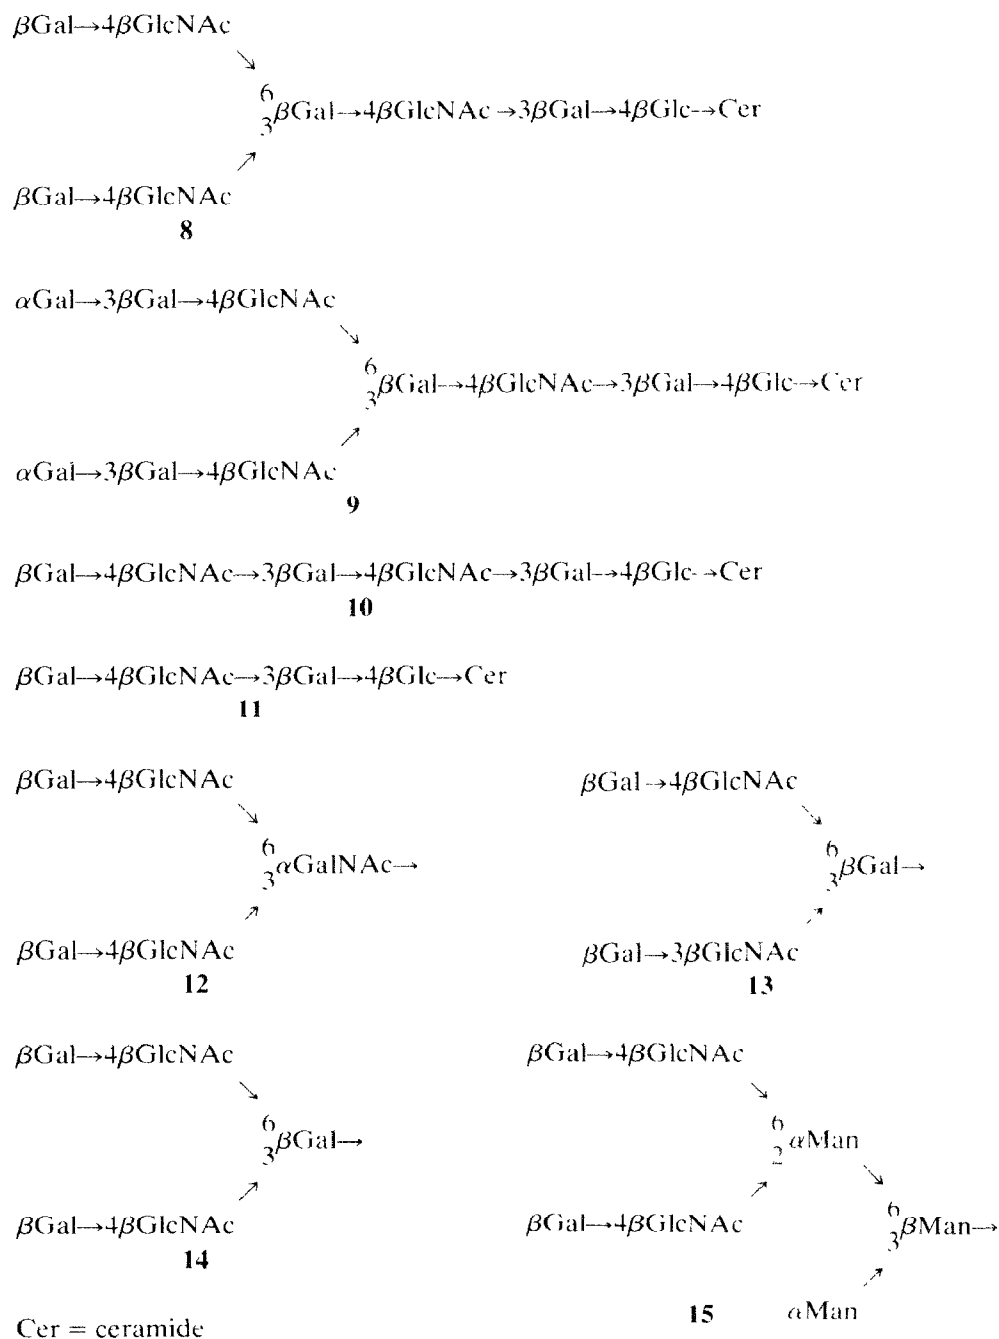 βGal→4βGlcNAc
↘
6
3βGal→4βGlcNAc→3βGal→4βGlc→Cer
↗
βGal→4βGlcNAc
8
αGal→3βGal→4βGlcNAc
↘
6
3βGal→4βGlcNAc→3βGal→4βGlc→Cer
↗
αGal→3βGal→4βGlcNAc
9
βGal→4βGlcNAc→3βGal→4βGlcNAc→3βGal→4βGlc→Cer
10
βGal→4βGlcNAc→3βGal→4βGlc→Cer
11
βGal→4βGlcNAc
↘
6
3αGalNAc→
↗
βGal→4βGlcNAc
12
βGal→4βGlcNAc
↘
6
3βGal→
↗
βGal→3βGlcNAc
13
βGal→4βGlcNAc
↘
6
3βGal→
↗
βGal→4βGlcNAc
14
βGal→4βGlcNAc
↘
6
2αMan
↗ ↘
βGal→4βGlcNAc
6
3βMan→
↗
αMan
15
Cer = ceramide